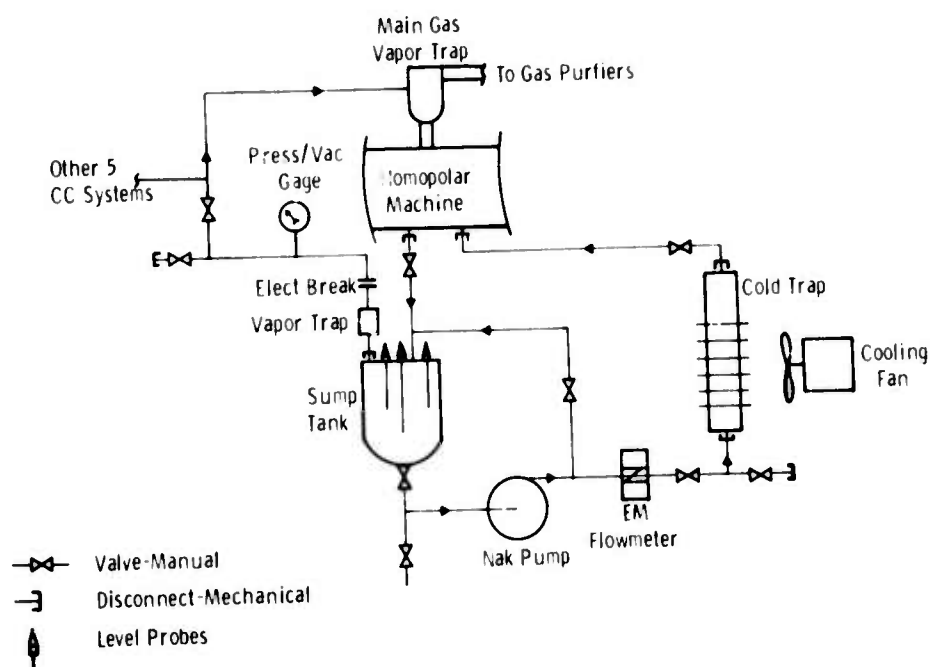 Main Gas
Vapor Trap
To Gas Purfiers
Press/Vac
Gage
Other 5
CC Systems
Homopolar
Machine
Elect Break
Vapor Trap
Cold Trap
Cooling
Fan
Sump
Tank
EM
Flowmeter
Nak Pump
Valve-Manual
Disconnect-Mechanical
Level Probes